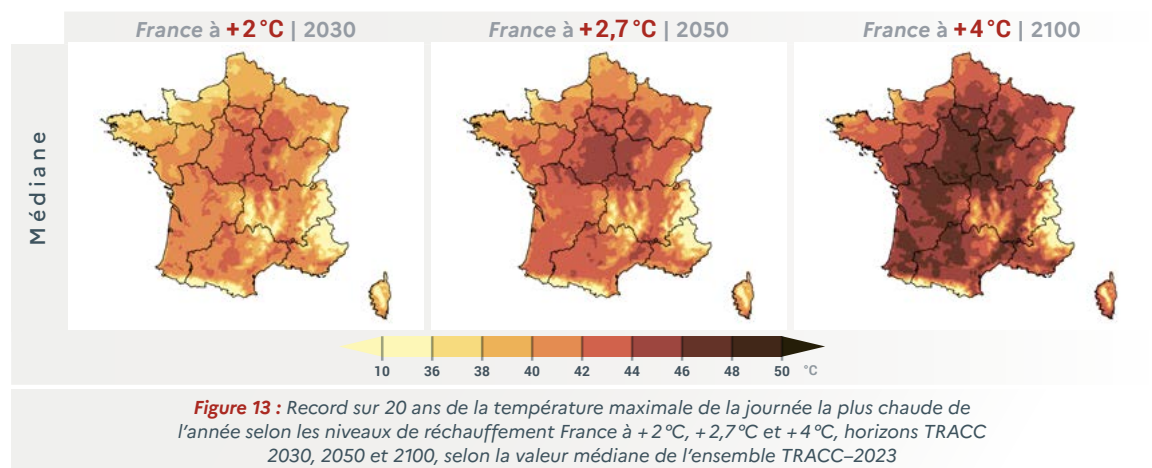 France à +2 °C | 2030
France à +2,7 °C | 2050
France à +4 °C | 2100
Médiane
10 36 38 40 42 44 46 48 50 °C
Figure 13 : Record sur 20 ans de la température maximale de la journée la plus chaude de
l’année selon les niveaux de réchauffement France à +2 °C, +2,7 °C et +4 °C, horizons TRACC
2030, 2050 et 2100, selon la valeur médiane de l’ensemble TRACC–2023